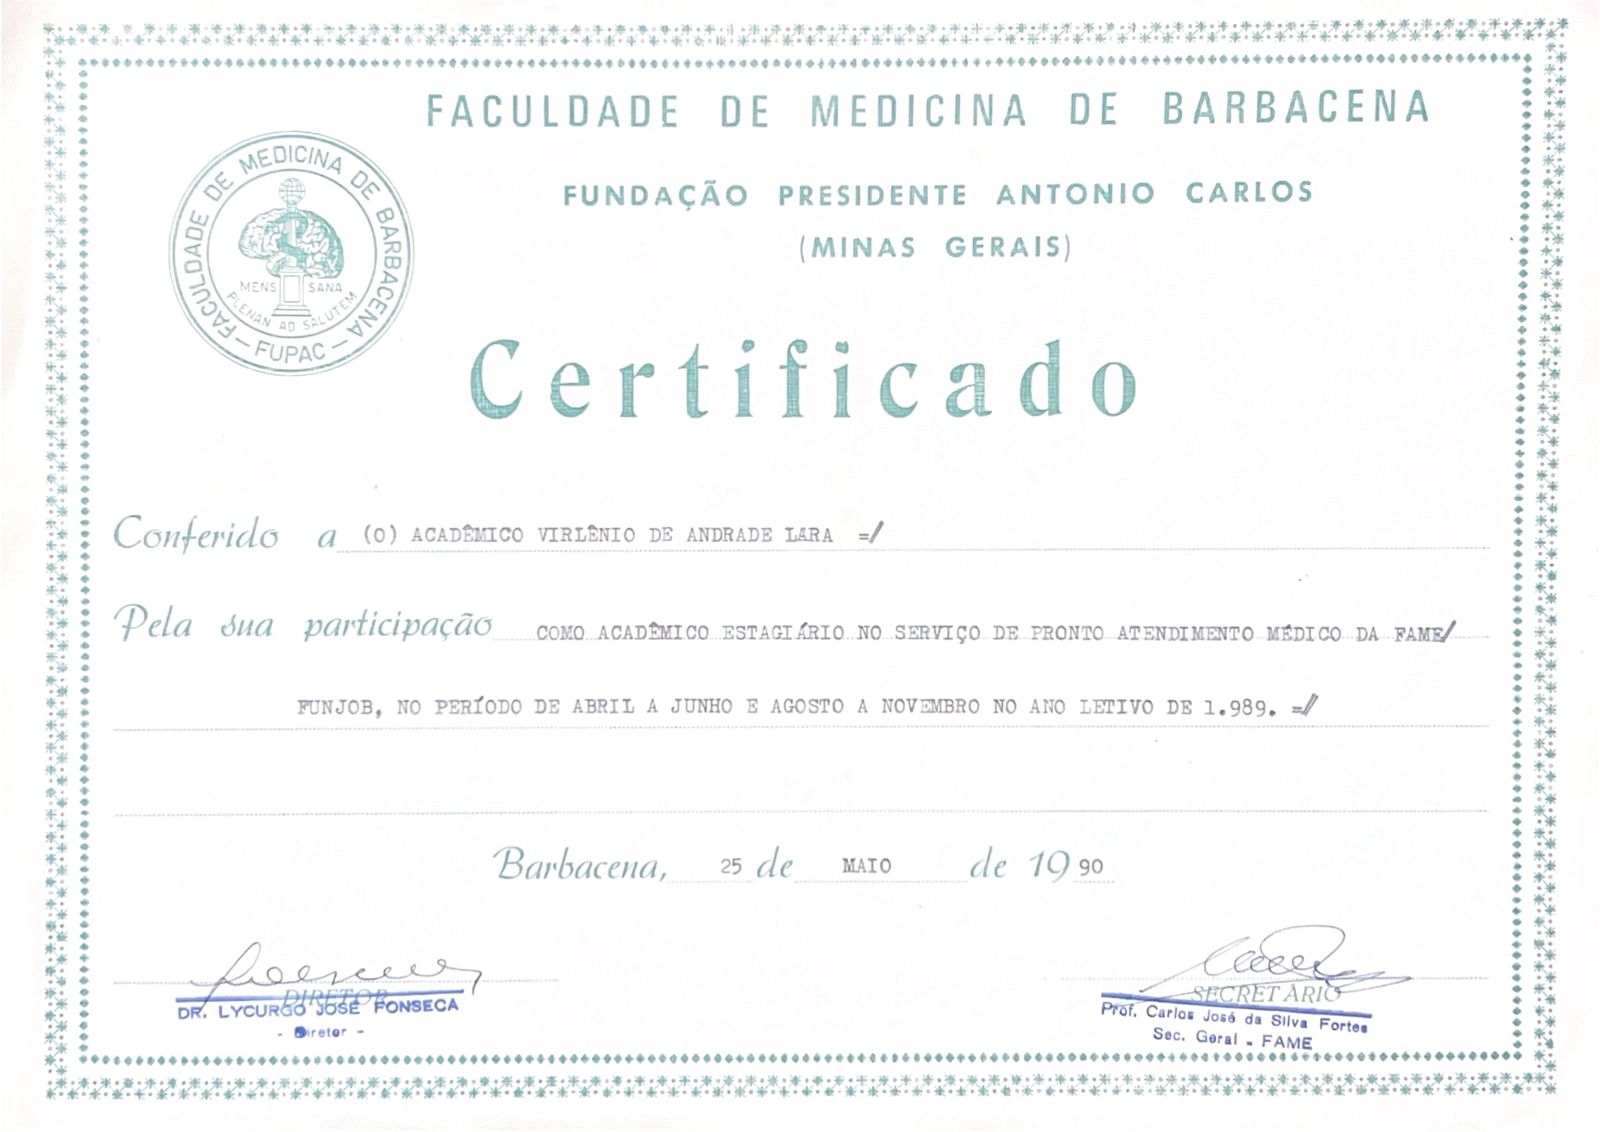 FACULDADE DE MEDICINA DE BARBACENA
FUNDAÇÃO PRESIDENTE ANTONIO CARLOS
(MINAS GERAIS)
FACULDADE DE MEDICINA DE BARBACENA
MENS SANA
PLENAN AD SALUTEM
— FUPAC —
Certificado
Conferido a (O) ACADÊMICO VIRLÊNIO DE ANDRADE LARA =/
Pela sua participação COMO ACADÊMICO ESTAGIÁRIO NO SERVIÇO DE PRONTO ATENDIMENTO MÉDICO DA FAME/
FUNJOB, NO PERÍODO DE ABRIL A JUNHO E AGOSTO A NOVEMBRO NO ANO LETIVO DE 1.989. =/
Barbacena, 25 de MAIO de 19 90
DIRETOR
DR. LYCURGO JOSÉ FONSECA
- Diretor -
SECRETÁRIO
Prof. Carlos José da Silva Fortes
Sec. Geral - FAME